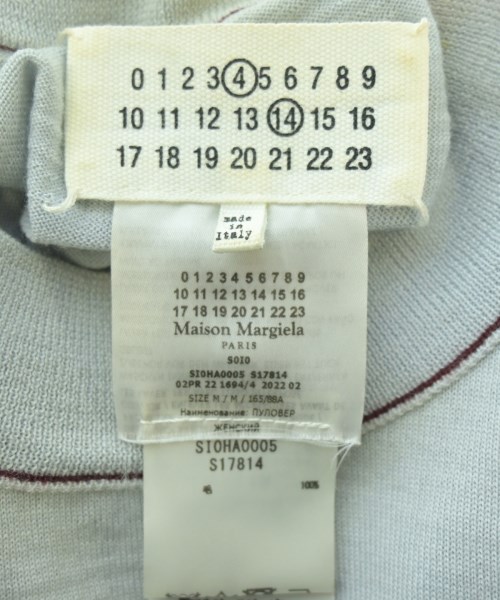 0 1 2 3 4 5 6 7 8 9
10 11 12 13 14 15 16
17 18 19 20 21 22 23
made
in
Italy
0 1 2 3 4 5 6 7 8 9
10 11 12 13 14 15 16
17 18 19 20 21 22 23
Maison Margiela
PARIS
S010
SI0HA0005 S17814
02PR 22 1694/4 2022 02
SIZE M / M / 165/88A
Наименование: ПУЛОВЕР
ЖЕНСКИЙ
SI0HA0005
S17814
100%